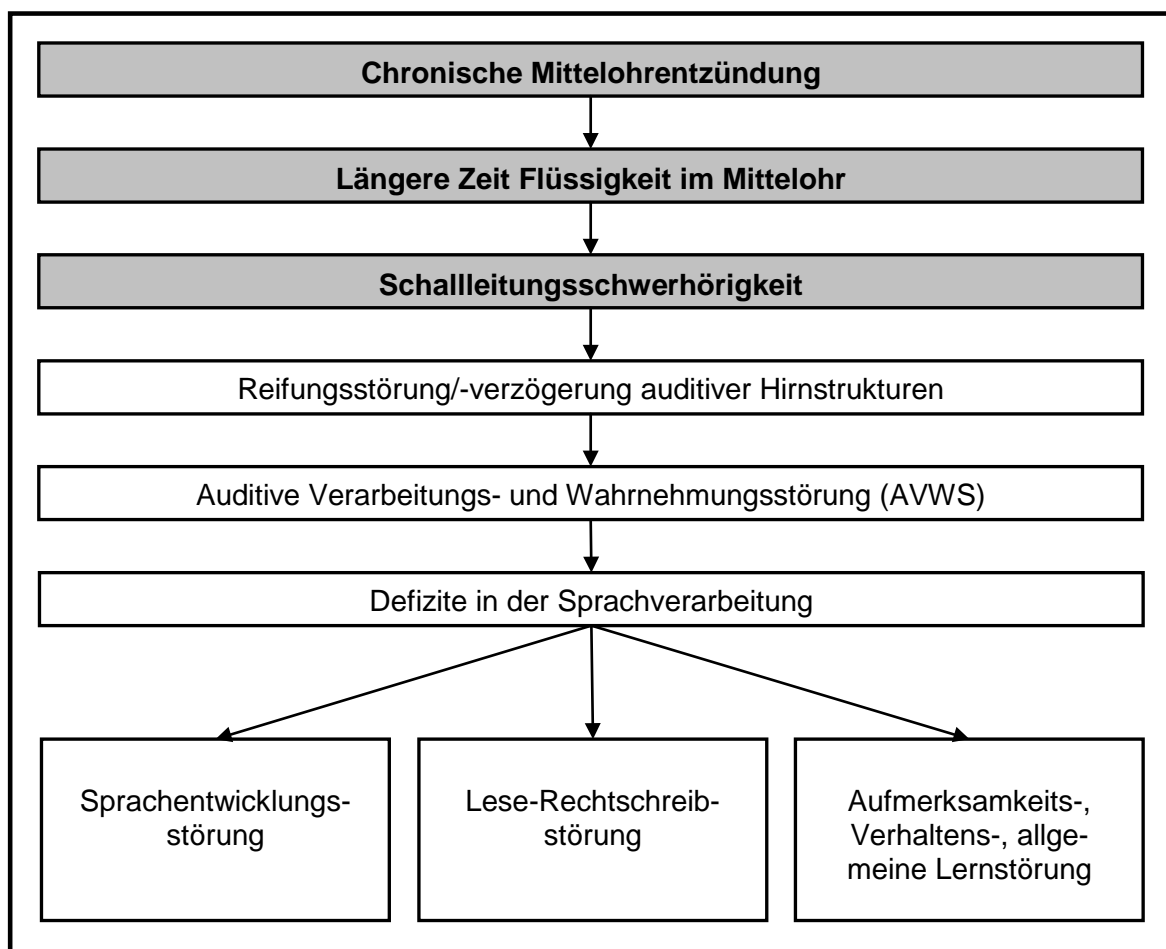 Chronische Mittelohrentzündung
Längere Zeit Flüssigkeit im Mittelohr
Schallleitungsschwerhörigkeit
Reifungsstörung/-verzögerung auditiver Hirnstrukturen
Auditive Verarbeitungs- und Wahrnehmungsstörung (AVWS)
Defizite in der Sprachverarbeitung
Sprachentwicklungs-
störung
Lese-Rechtschreib-
störung
Aufmerksamkeits-,
Verhaltens-, allge-
meine Lernstörung